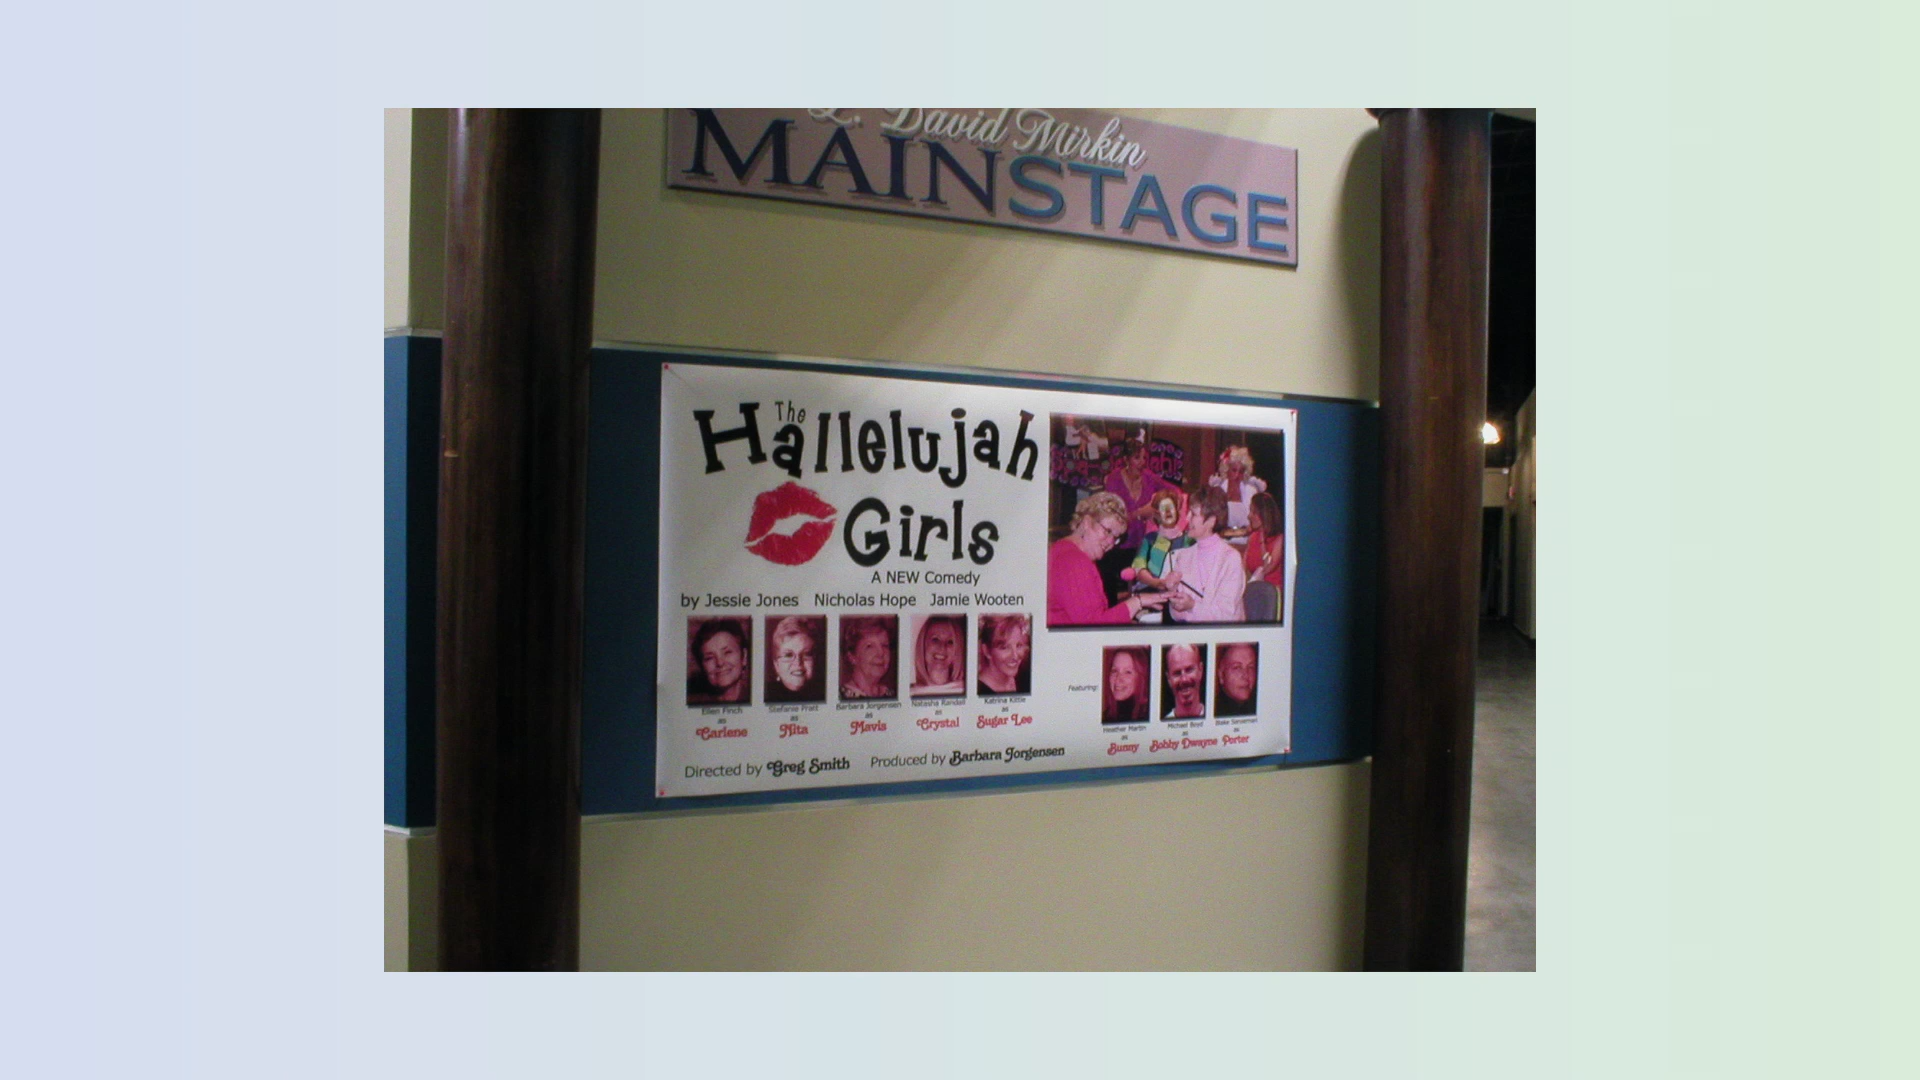 L. David Mirkin
MAINSTAGE
The
Hallelujah
Girls
A NEW Comedy
by Jessie Jones Nicholas Hope Jamie Wooten
Ellen Finch
as
Carlene
Stefanie Pratt
as
Nita
Barbara Jorgensen
as
Mavis
Natasha Randall
as
Crystal
Katrina Kittle
as
Sugar Lee
Featuring:
Heather Martin
as
Bunny
Michael Boyd
as
Bobby Dwayne
Blake Senseman
as
Porter
Directed by Greg Smith Produced by Barbara Jorgensen